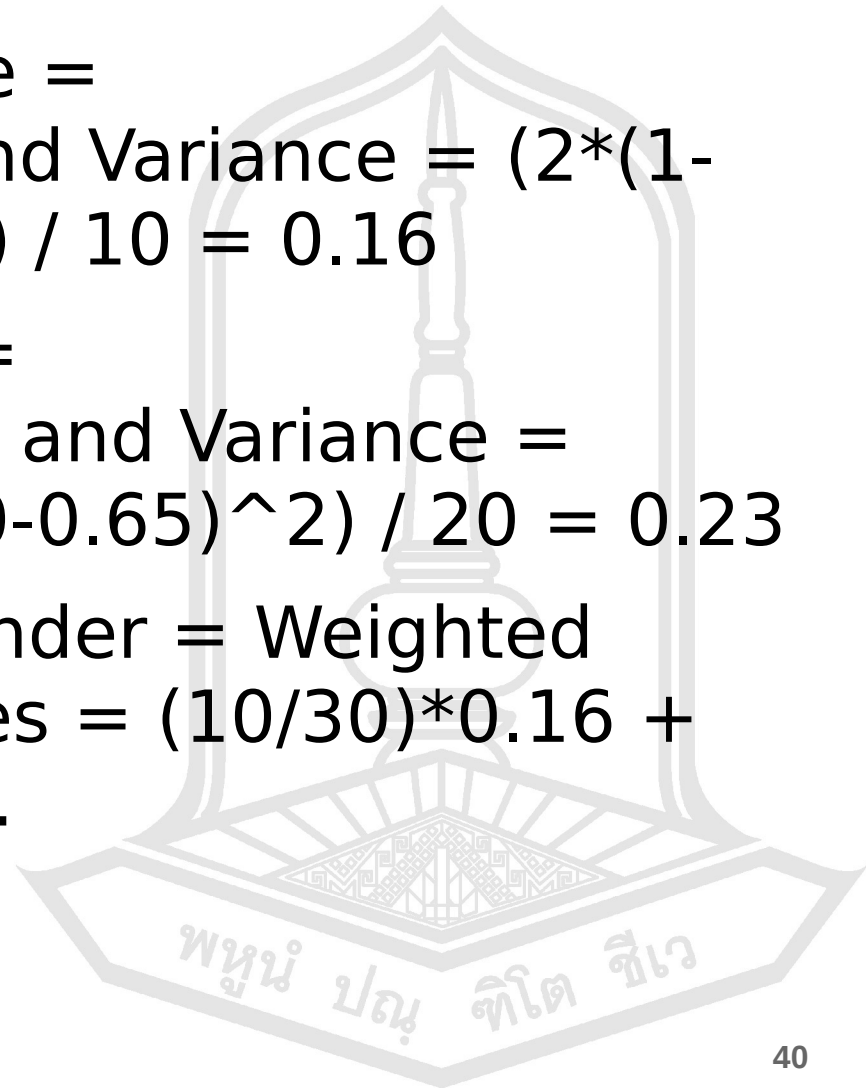 e =
nd Variance = (2*(1-
) / 10 = 0.16
=
and Variance =
0-0.65)^2) / 20 = 0.23
nder = Weighted
es = (10/30)*0.16 +
.
พหูนํ ปณฺฑิโต ชีเว
40